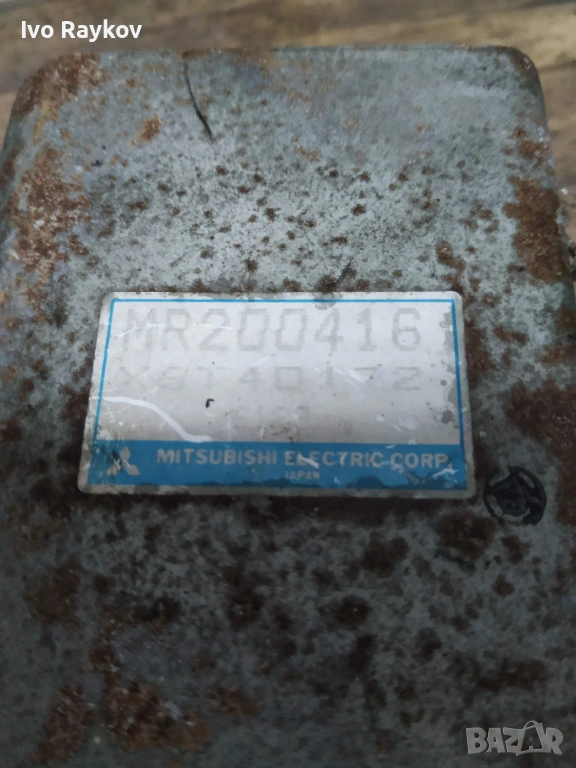 Ivo Raykov
MR200416
X9T40172
MITSUBISHI ELECTRIC CORP.
JAPAN
BAZAR